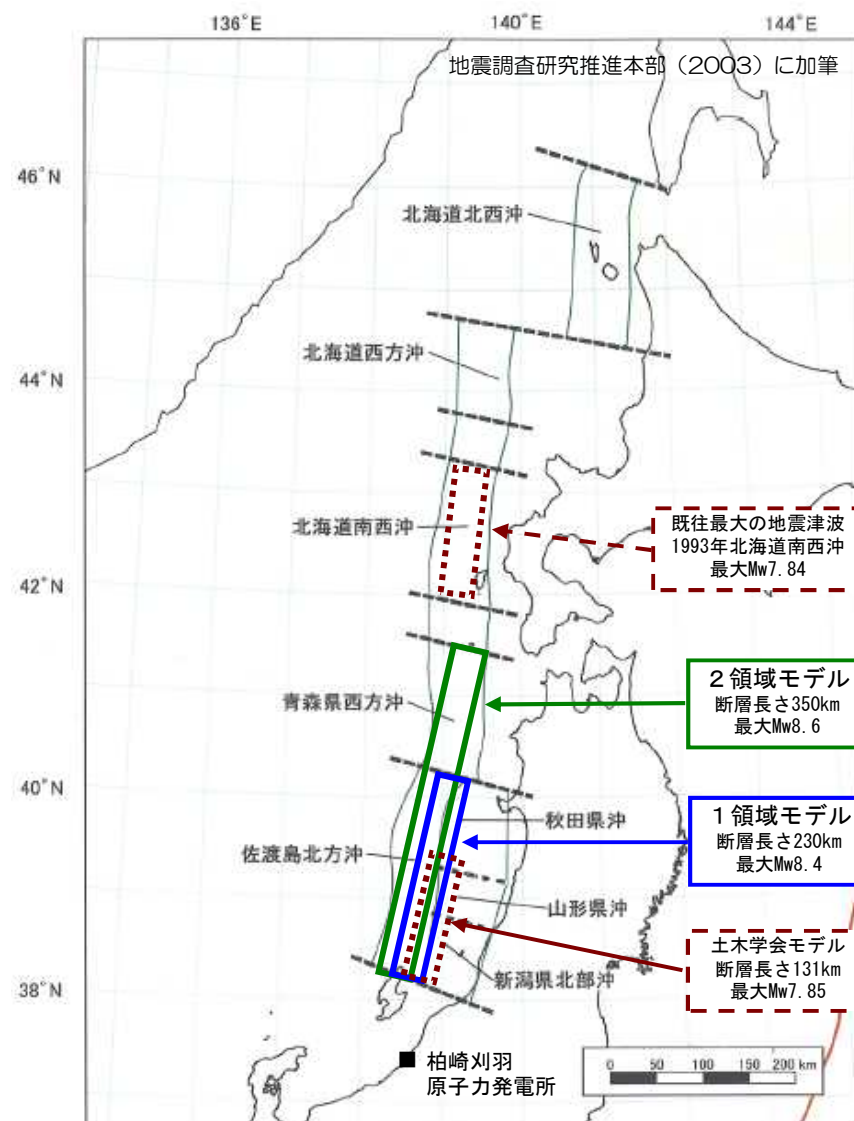 136°E
140°E
144°E
地震調査研究推進本部（2003）に加筆
46°N
北海道北西沖
北海道西方沖
44°N
北海道南西沖
既往最大の地震津波
1993年北海道南西沖
最大Mw7.84
42°N
２領域モデル
断層長さ350km
最大Mw8.6
青森県西方沖
40°N
１領域モデル
断層長さ230km
最大Mw8.4
秋田県沖
佐渡島北方沖
山形県沖
土木学会モデル
断層長さ131km
最大Mw7.85
新潟県北部沖
38°N
柏崎刈羽
原子力発電所
0 50 100 150 200 km